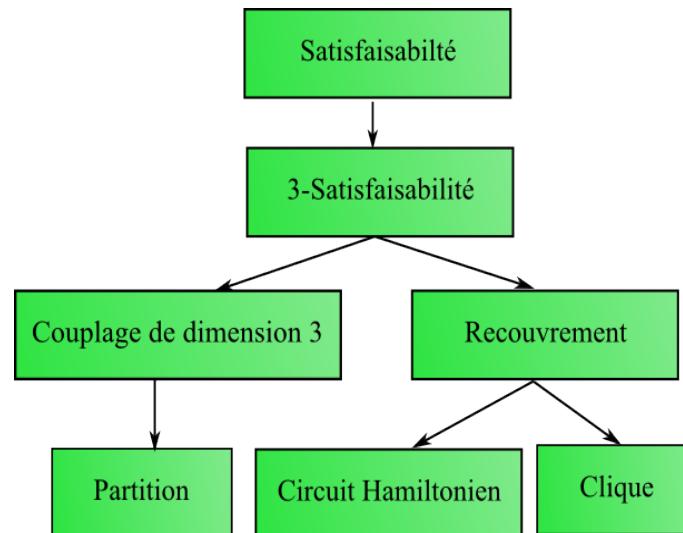 Satisfaisabilté
3-Satisfaisabilité
Couplage de dimension 3
Recouvrement
Partition
Circuit Hamiltonien
Clique